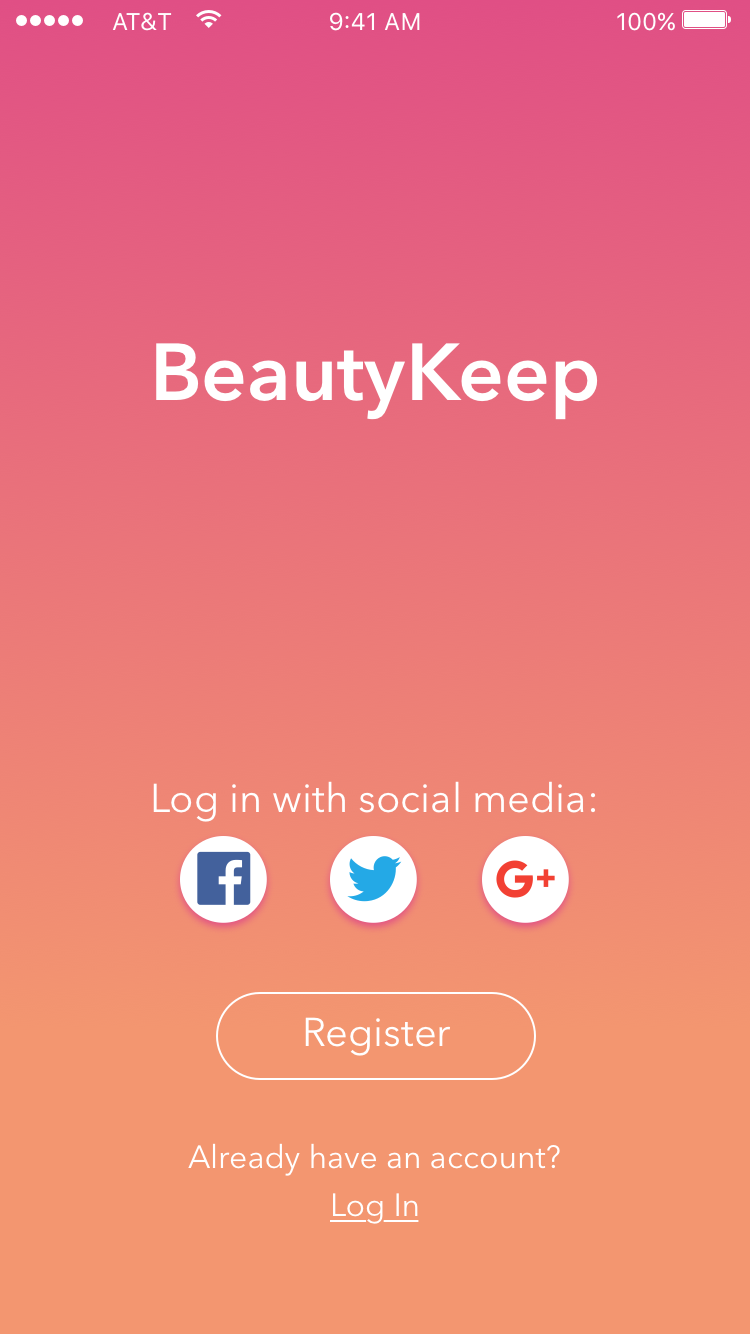 AT&T 9:41 AM 100%
BeautyKeep
Log in with social media:
G+
Register
Already have an account?
Log In